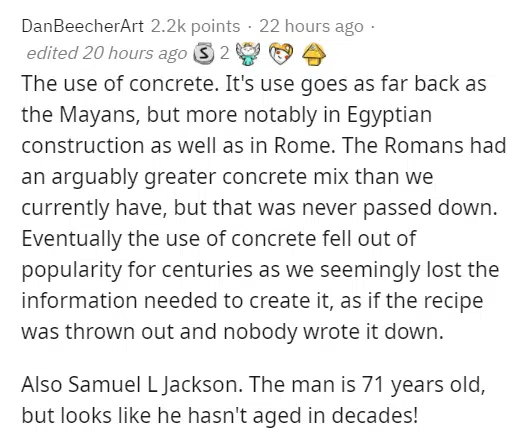 DanBeecherArt 2.2k points · 22 hours ago ·
edited 20 hours ago S 2
The use of concrete. It's use goes as far back as
the Mayans, but more notably in Egyptian
construction as well as in Rome. The Romans had
an arguably greater concrete mix than we
currently have, but that was never passed down.
Eventually the use of concrete fell out of
popularity for centuries as we seemingly lost the
information needed to create it, as if the recipe
was thrown out and nobody wrote it down.
Also Samuel L Jackson. The man is 71 years old,
but looks like he hasn't aged in decades!